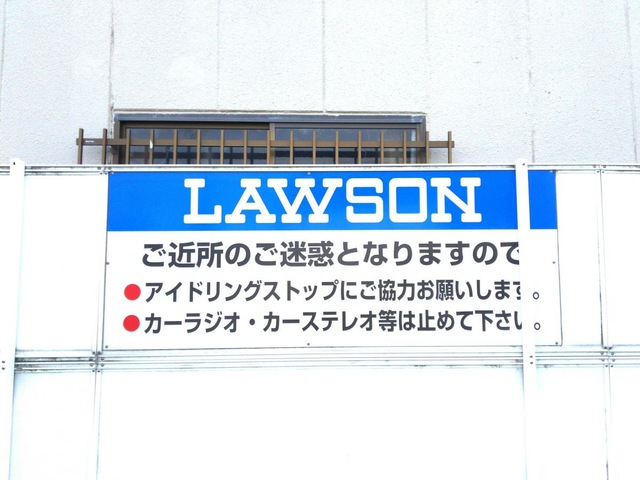 LAWSON
ご近所のご迷惑となりますので
●アイドリングストップにご協力お願いします。
●カーラジオ・カーステレオ等は止めて下さい。